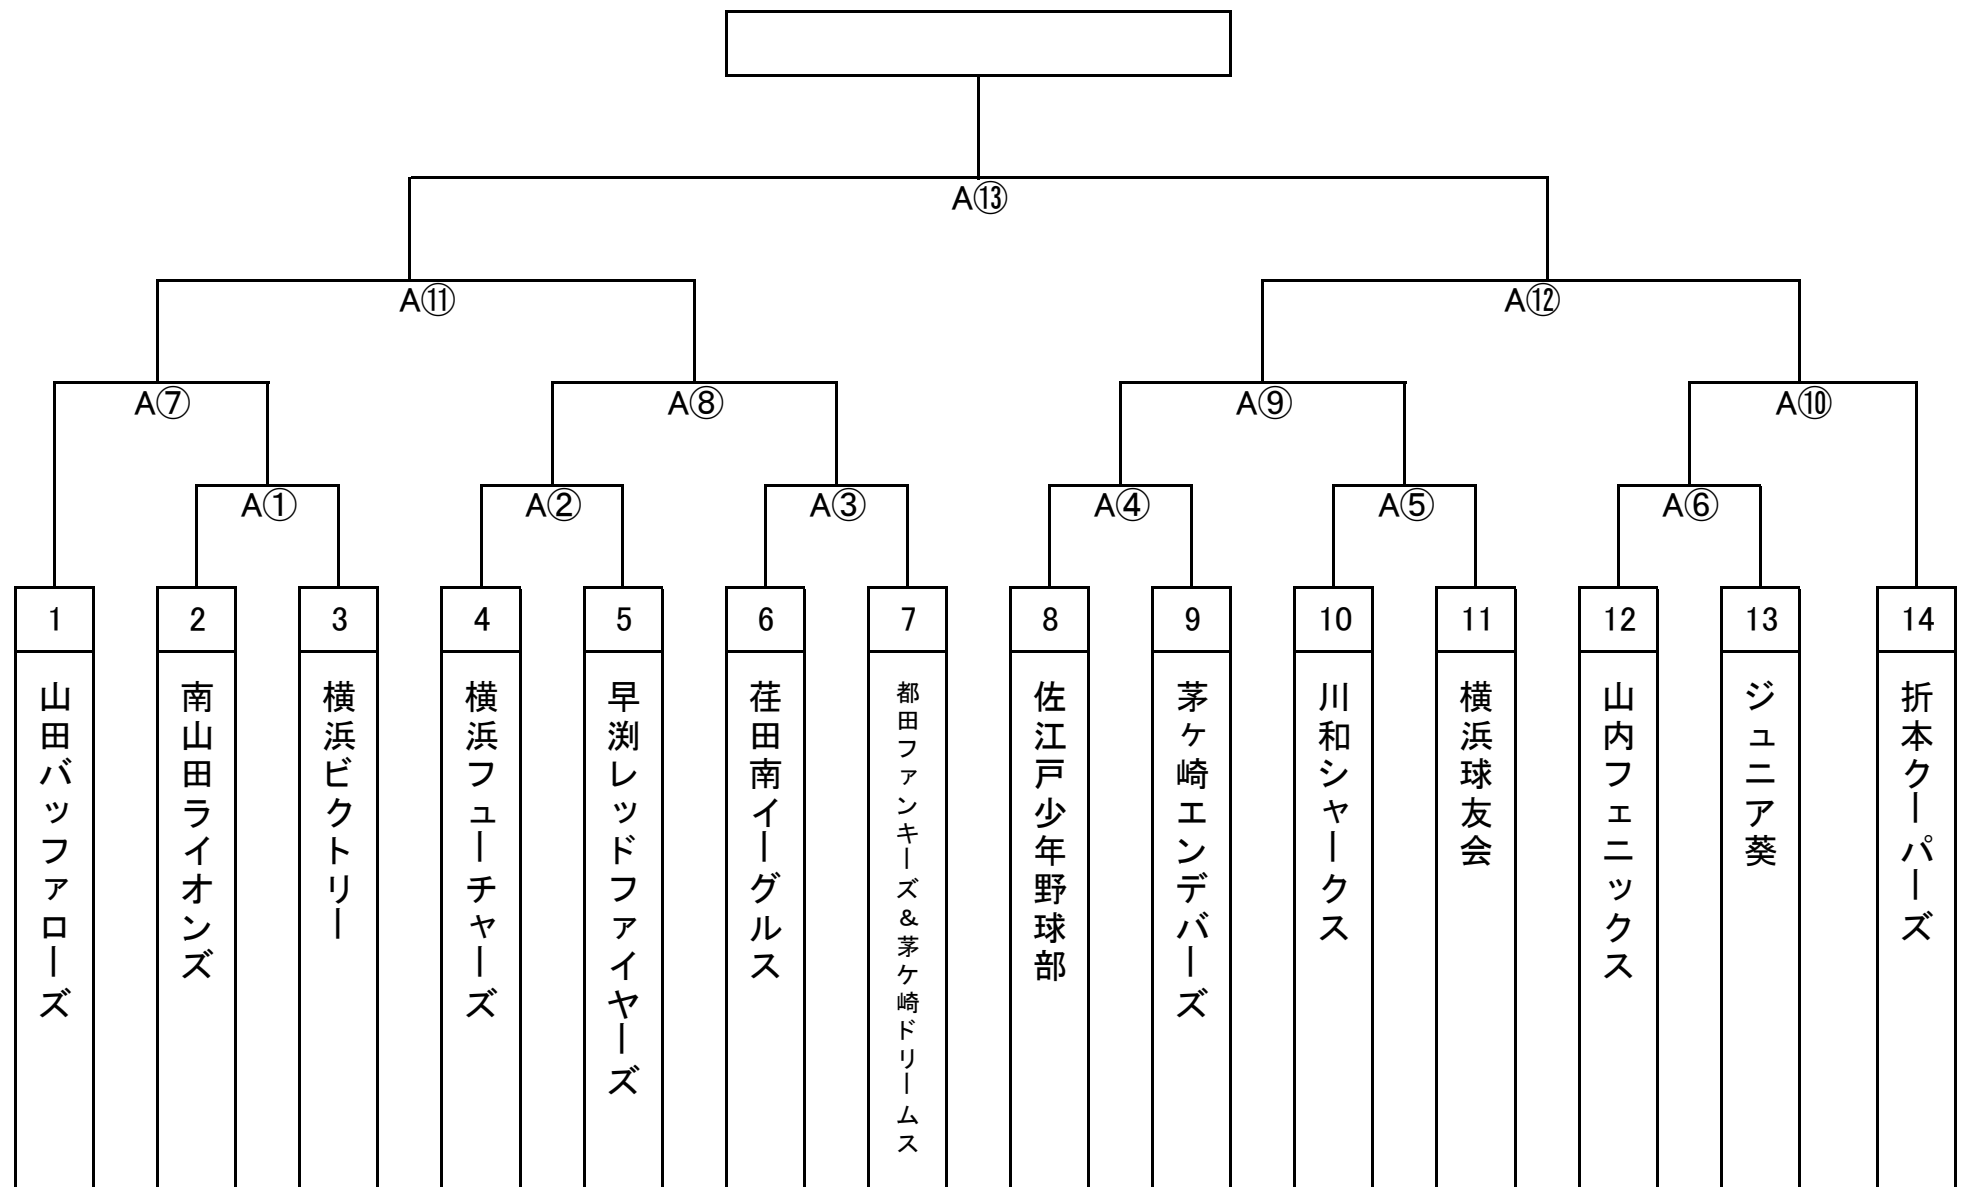 A⑬
A⑪
A⑫
A⑦
A⑧
A⑨
A⑩
A①
A②
A③
A④
A⑤
A⑥
1
2
3
4
5
6
7
8
9
10
11
12
13
14
山田バッファローズ
南山田ライオンズ
横浜ビクトリー
横浜フューチャーズ
早渕レッドファイヤーズ
荏田南イーグルス
都田ファンキーズ&茅ケ崎ドリームス
佐江戸少年野球部
茅ケ崎エンデバーズ
川和シャークス
横浜球友会
山内フェニックス
ジュニア葵
折本クーパーズ